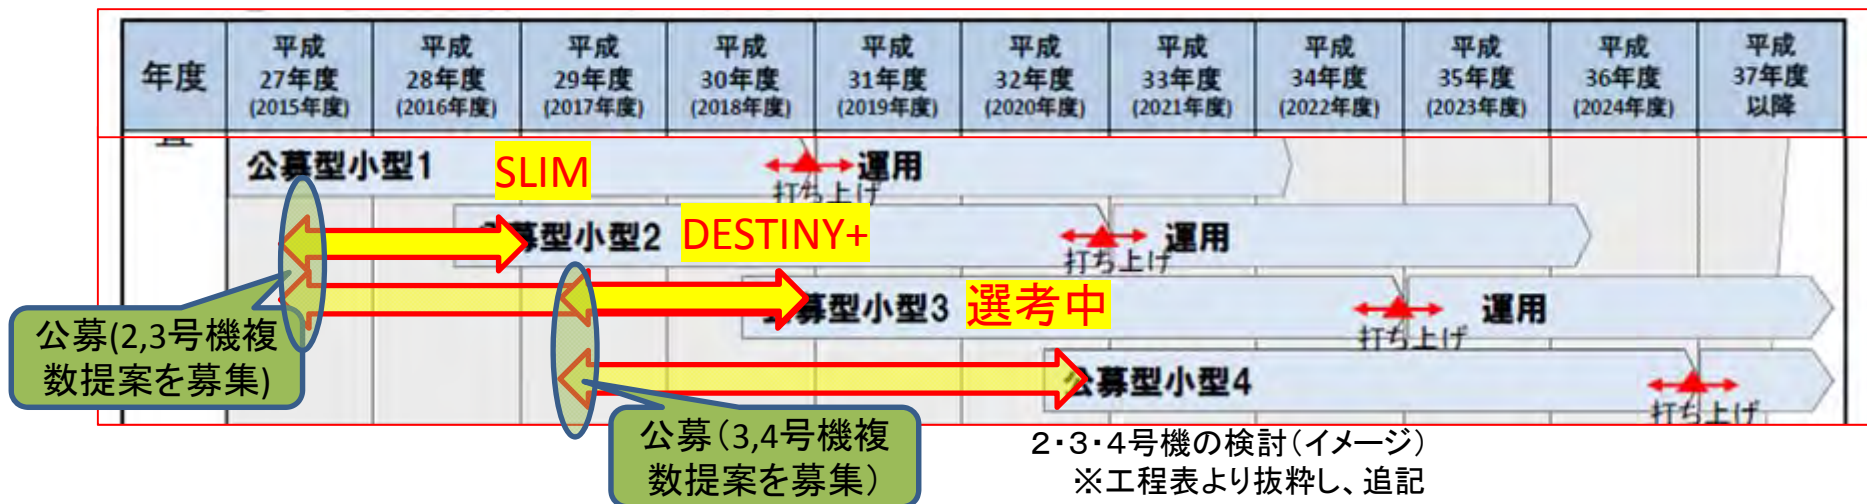 年度
平成
27年度
(2015年度)
平成
28年度
(2016年度)
平成
29年度
(2017年度)
平成
30年度
(2018年度)
平成
31年度
(2019年度)
平成
32年度
(2020年度)
平成
33年度
(2021年度)
平成
34年度
(2022年度)
平成
35年度
(2023年度)
平成
36年度
(2024年度)
平成
37年度
以降
公募型小型1
SLIM
打ち上げ
運用
募型小型2
DESTINY+
打ち上げ
運用
募型小型3
選考中
打ち上げ
運用
公募型小型4
打ち上げ
公募(2,3号機複
数提案を募集)
公募(3,4号機複
数提案を募集)
2・3・4号機の検討(イメージ)
※工程表より抜粋し、追記